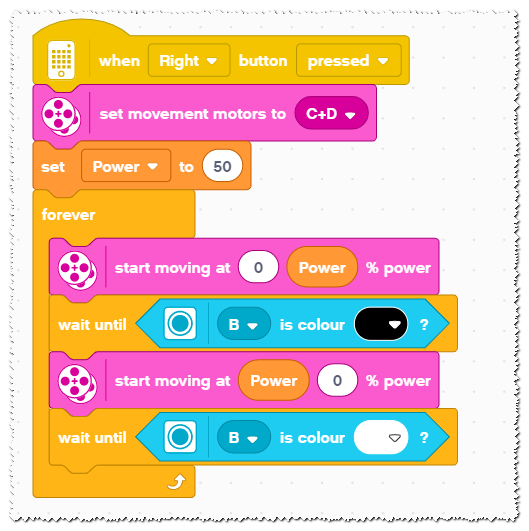 when Right button pressed
set movement motors to C+D
set Power to 50
forever
start moving at 0 Power % power
wait until B is colour ?
start moving at Power 0 % power
wait until B is colour ?